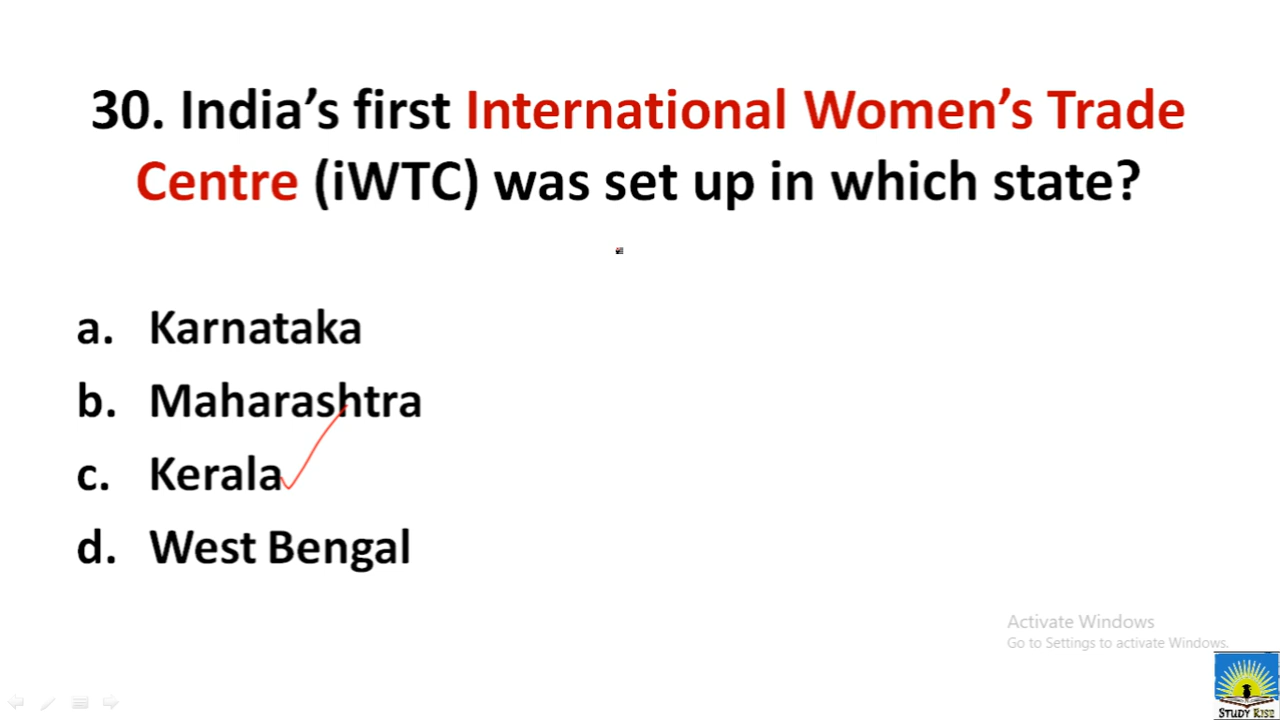 30. India’s first International Women’s Trade
Centre (iWTC) was set up in which state?
a. Karnataka
b. Maharashtra
c. Kerala
d. West Bengal
Activate Windows
Go to Settings to activate Windows.
STUDY RISE